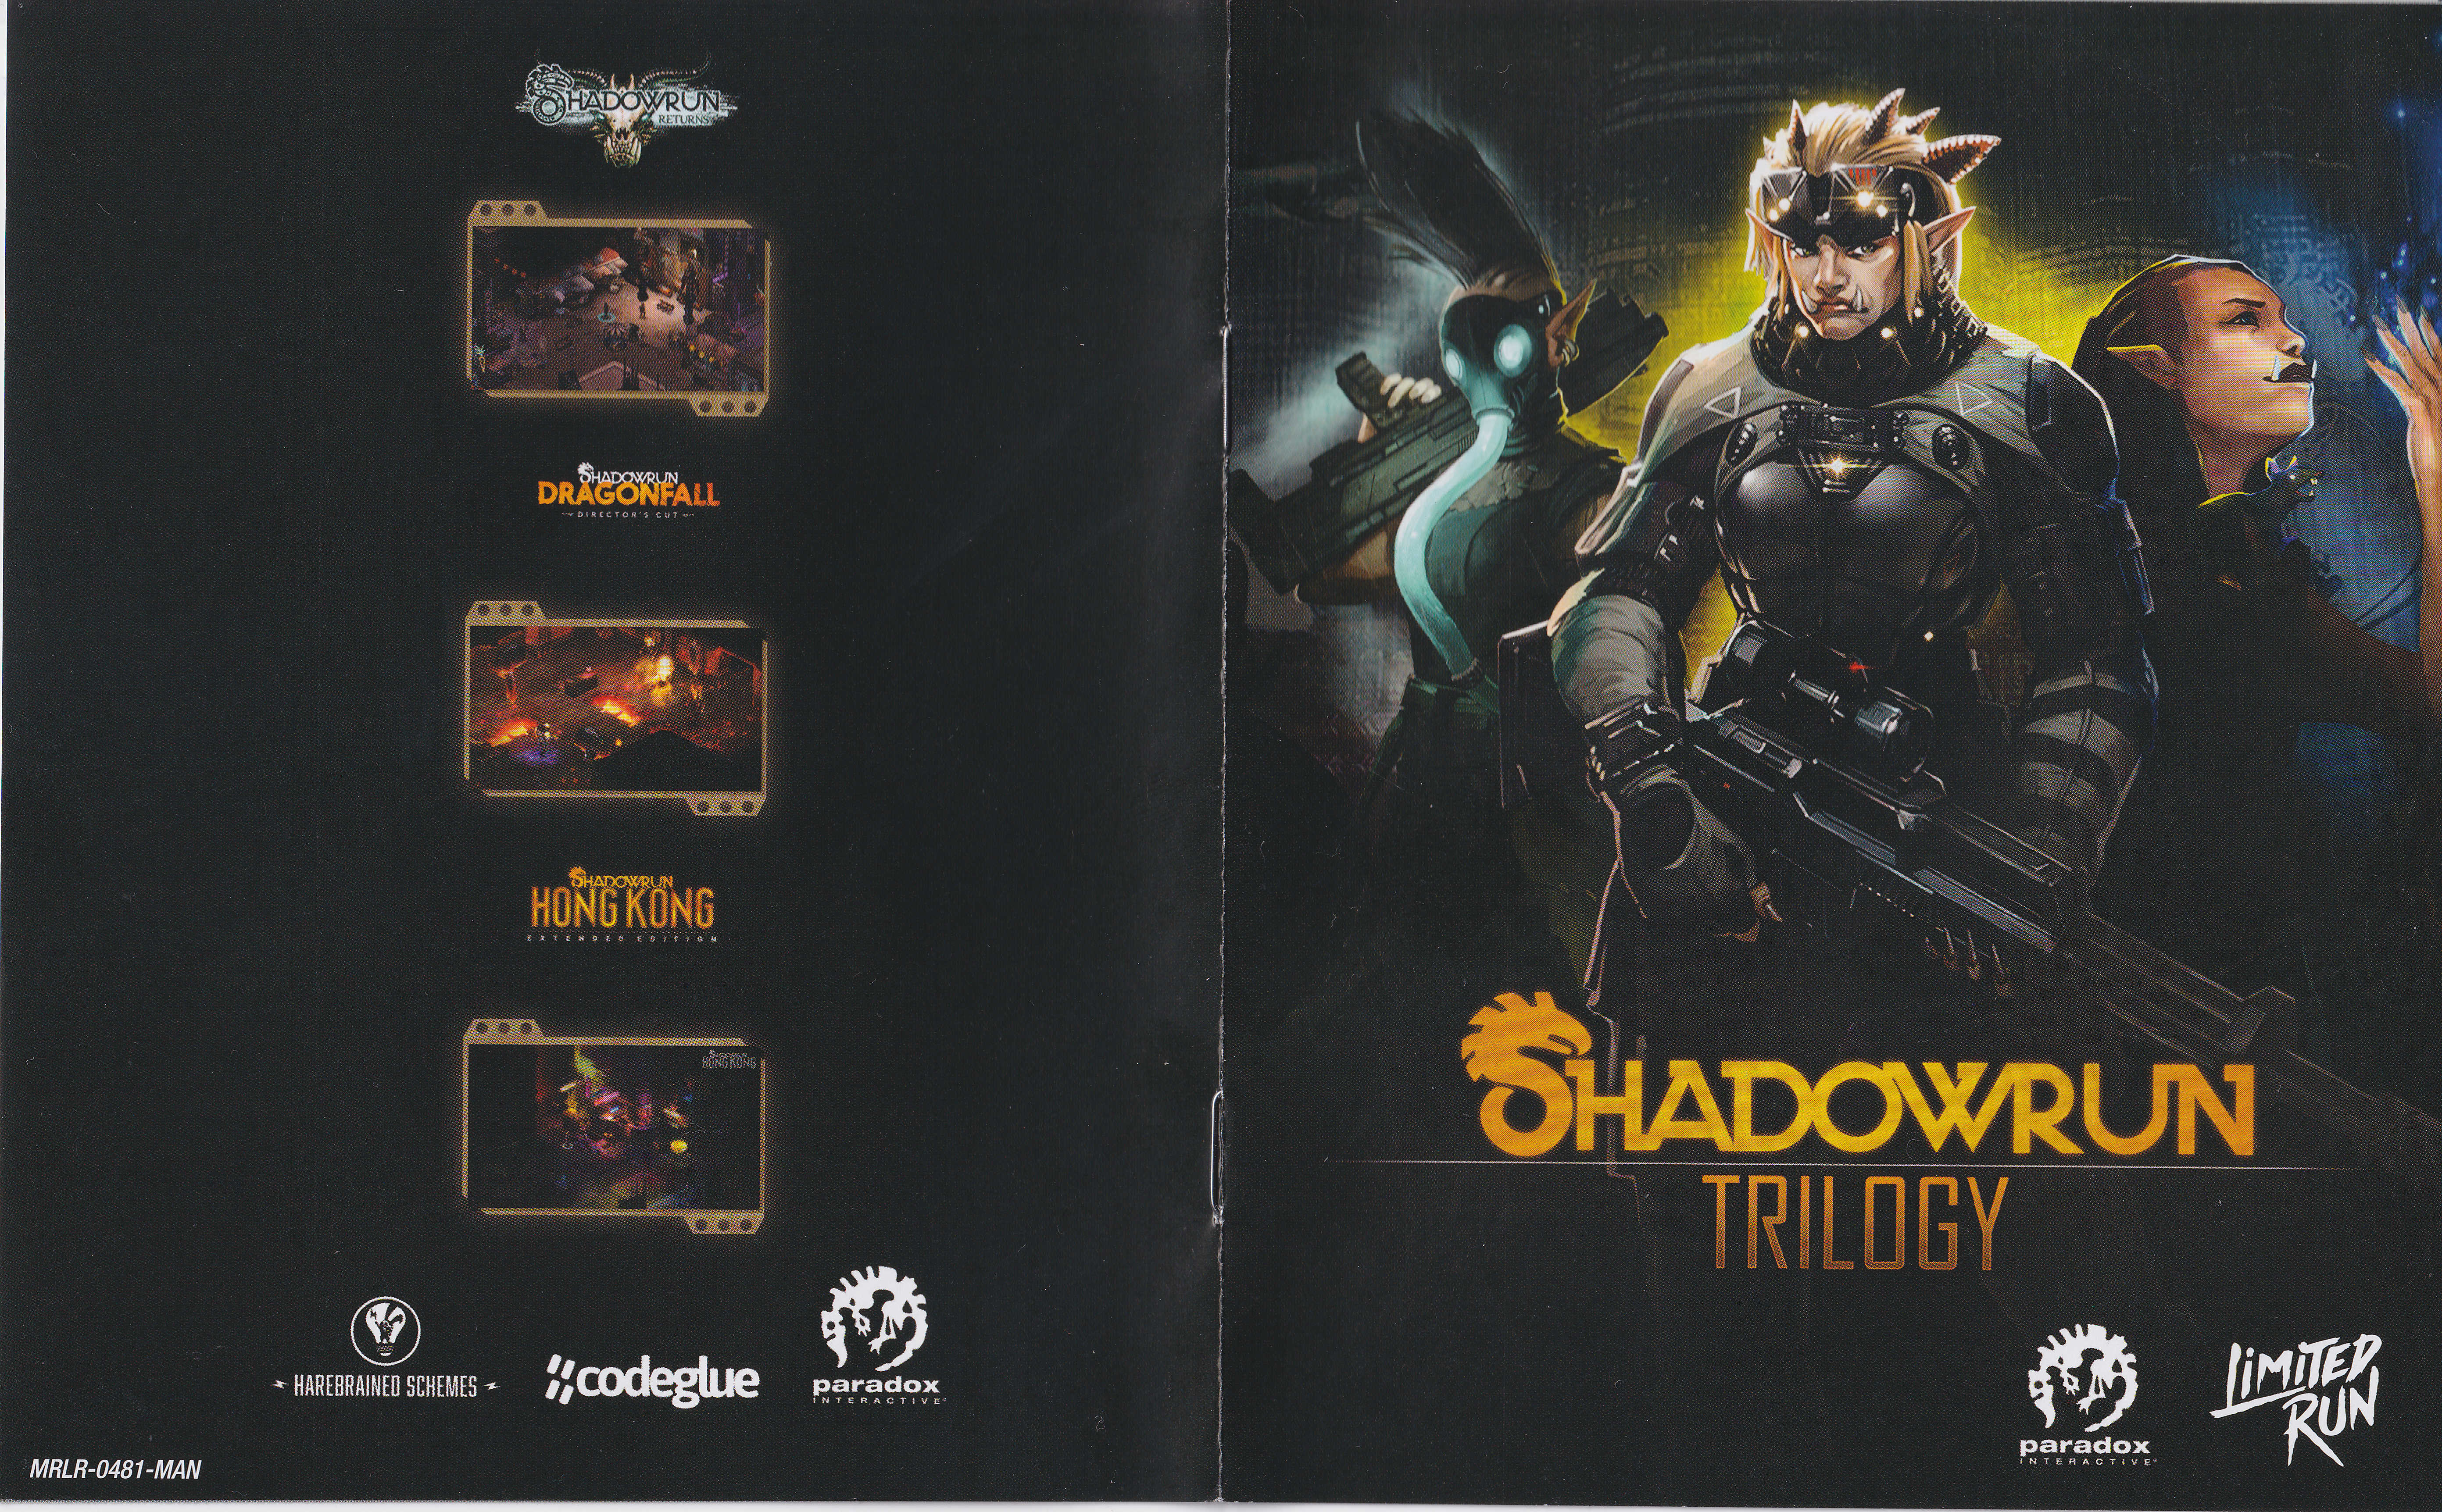 SHADOWRUN
RETURNS
SHADOWRUN
DRAGONFALL
DIRECTOR'S CUT
SHADOWRUN
HONG KONG
EXTENDED EDITION
SHADOWRUN
HONG KONG
HAREBRAINED SCHEMES
codeglue
paradox
INTERACTIVE®
MRLR-0481-MAN
2
SHADOWRUN
TRILOGY
paradox
INTERACTIVE®
LIMITED
RUN